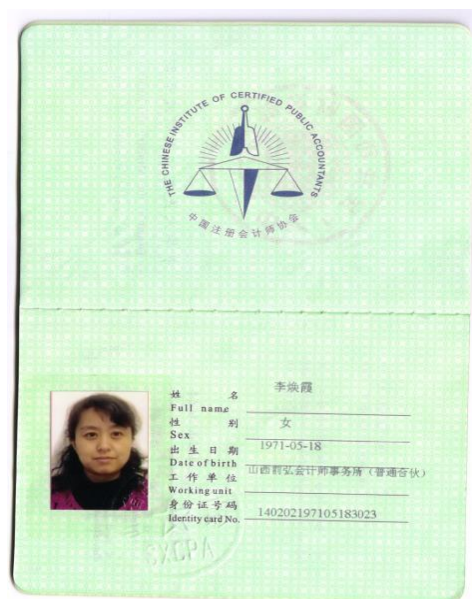 THE CHINESE INSTITUTE OF CERTIFIED PUBLIC ACCOUNTANTS
中国注册会计师协会
姓 名 李焕霞
Full name
性 别 女
Sex
出生日期 1971-05-18
Date of birth
工作单位 山西哲弘会计师事务所（普通合伙）
Working unit
身份证号码 140202197105183023
Identity card No.
SXCPA